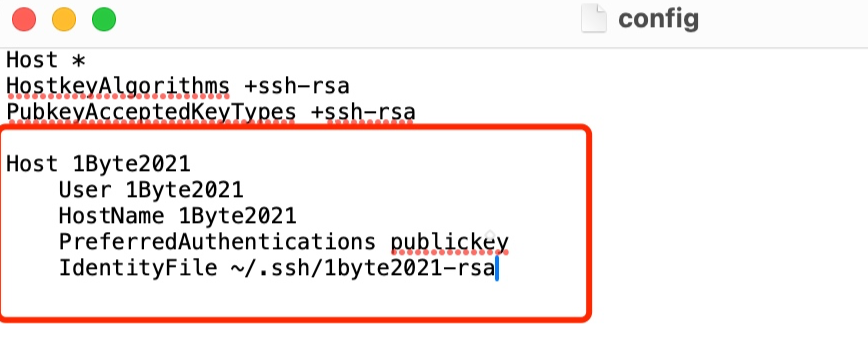 config
Host *
HostkeyAlgorithms +ssh-rsa
PubkeyAcceptedKeyTypes +ssh-rsa
Host 1Byte2021
User 1Byte2021
HostName 1Byte2021
PreferredAuthentications publickey
IdentityFile ~/.ssh/1byte2021-rsa